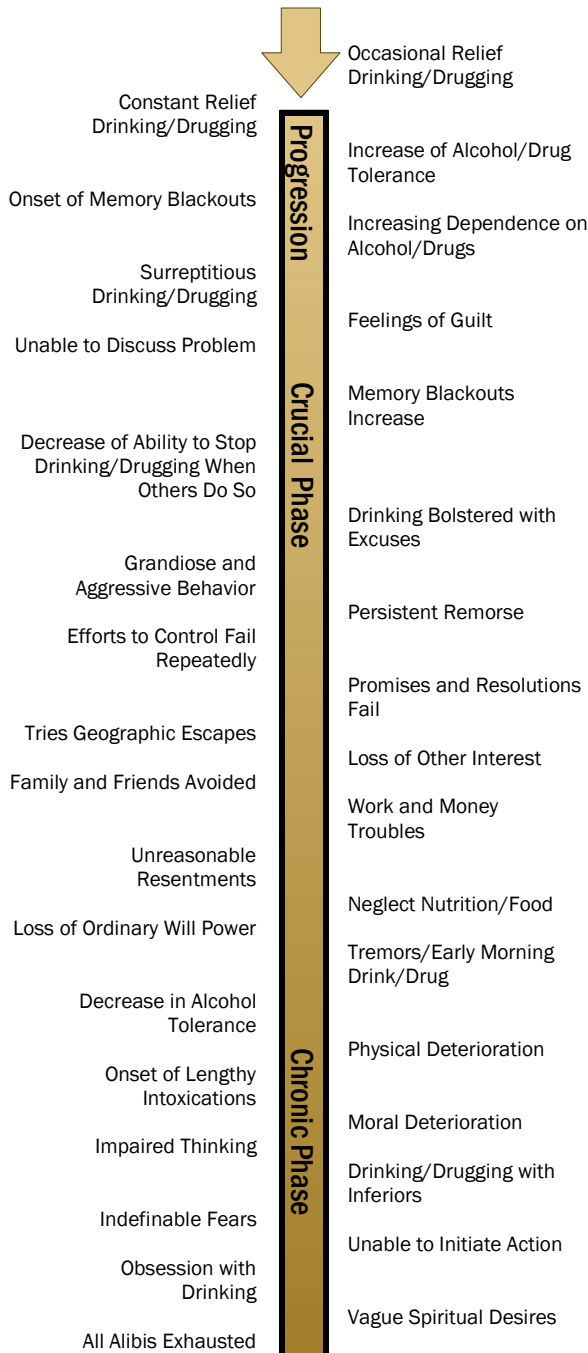 Occasional Relief
Drinking/Drugging
Constant Relief
Drinking/Drugging
Progression
Increase of Alcohol/Drug
Tolerance
Onset of Memory Blackouts
Increasing Dependence on
Alcohol/Drugs
Surreptitious
Drinking/Drugging
Feelings of Guilt
Unable to Discuss Problem
Crucial Phase
Memory Blackouts
Increase
Decrease of Ability to Stop
Drinking/Drugging When
Others Do So
Drinking Bolstered with
Excuses
Grandiose and
Aggressive Behavior
Persistent Remorse
Efforts to Control Fail
Repeatedly
Promises and Resolutions
Fail
Tries Geographic Escapes
Loss of Other Interest
Family and Friends Avoided
Work and Money
Troubles
Unreasonable
Resentments
Neglect Nutrition/Food
Loss of Ordinary Will Power
Tremors/Early Morning
Drink/Drug
Decrease in Alcohol
Tolerance
Chronic Phase
Physical Deterioration
Onset of Lengthy
Intoxications
Moral Deterioration
Impaired Thinking
Drinking/Drugging with
Inferiors
Indefinable Fears
Unable to Initiate Action
Obsession with
Drinking
Vague Spiritual Desires
All Alibis Exhausted